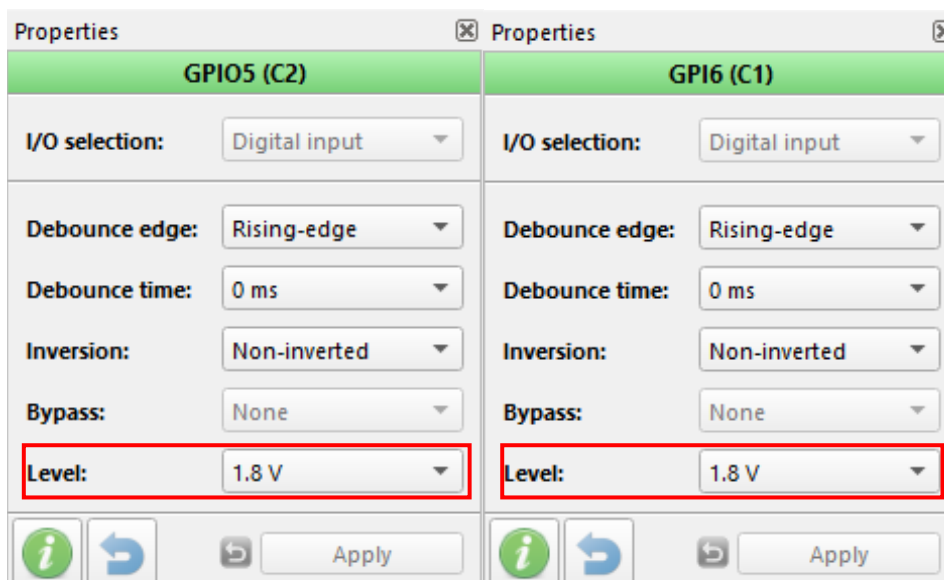 Properties
GPIO5 (C2)
I/O selection: Digital input
Debounce edge: Rising-edge
Debounce time: 0 ms
Inversion: Non-inverted
Bypass: None
Level: 1.8 V
Apply
Properties
GPI6 (C1)
I/O selection: Digital input
Debounce edge: Rising-edge
Debounce time: 0 ms
Inversion: Non-inverted
Bypass: None
Level: 1.8 V
Apply